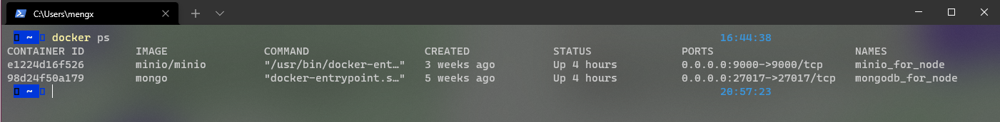 C:\Users\mengx
~ docker ps 16:44:38
CONTAINER ID IMAGE COMMAND CREATED STATUS PORTS NAMES
e1224d16f526 minio/minio "/usr/bin/docker-ent…" 3 weeks ago Up 4 hours 0.0.0.0:9000->9000/tcp minio_for_node
98d24f50a179 mongo "docker-entrypoint.s…" 5 weeks ago Up 4 hours 0.0.0.0:27017->27017/tcp mongodb_for_node
~ 20:57:23